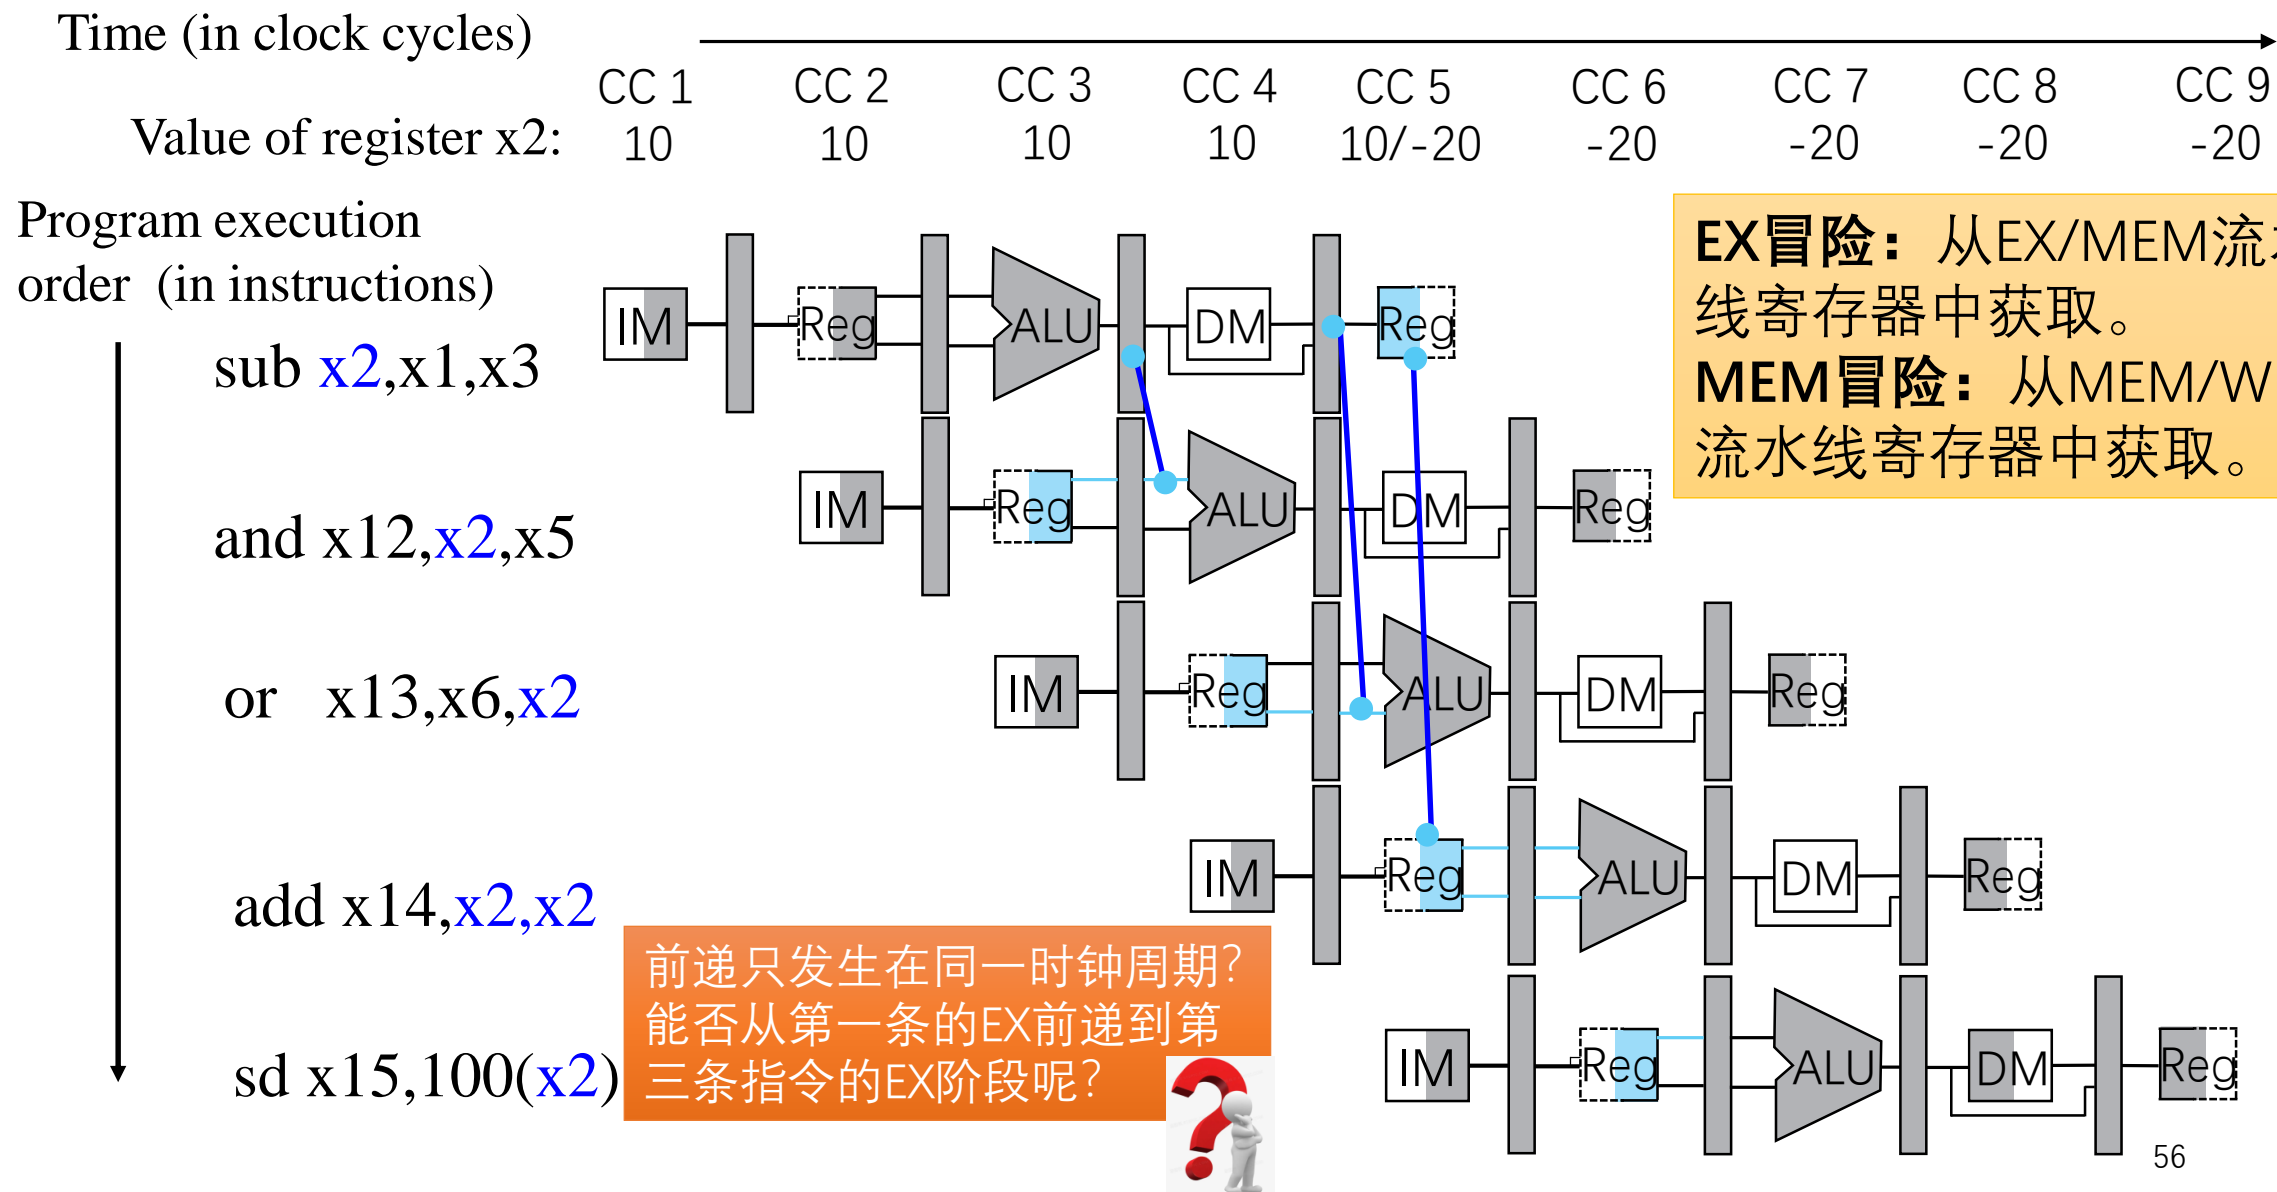 Time (in clock cycles)
CC 1 CC 2 CC 3 CC 4 CC 5 CC 6 CC 7 CC 8 CC 9
Value of register x2: 10 10 10 10 10/-20 -20 -20 -20 -20
Program execution
order (in instructions)
EX冒险：从EX/MEM流
线寄存器中获取。
MEM冒险：从MEM/W
流水线寄存器中获取。
IM Reg ALU DM Reg
sub x2,x1,x3
IM Reg ALU DM Reg
and x12,x2,x5
IM Reg ALU DM Reg
or x13,x6,x2
IM Reg ALU DM Reg
add x14,x2,x2
前递只发生在同一时钟周期?
能否从第一条的EX前递到第
三条指令的EX阶段呢?
IM Reg ALU DM Reg
sd x15,100(x2)
56